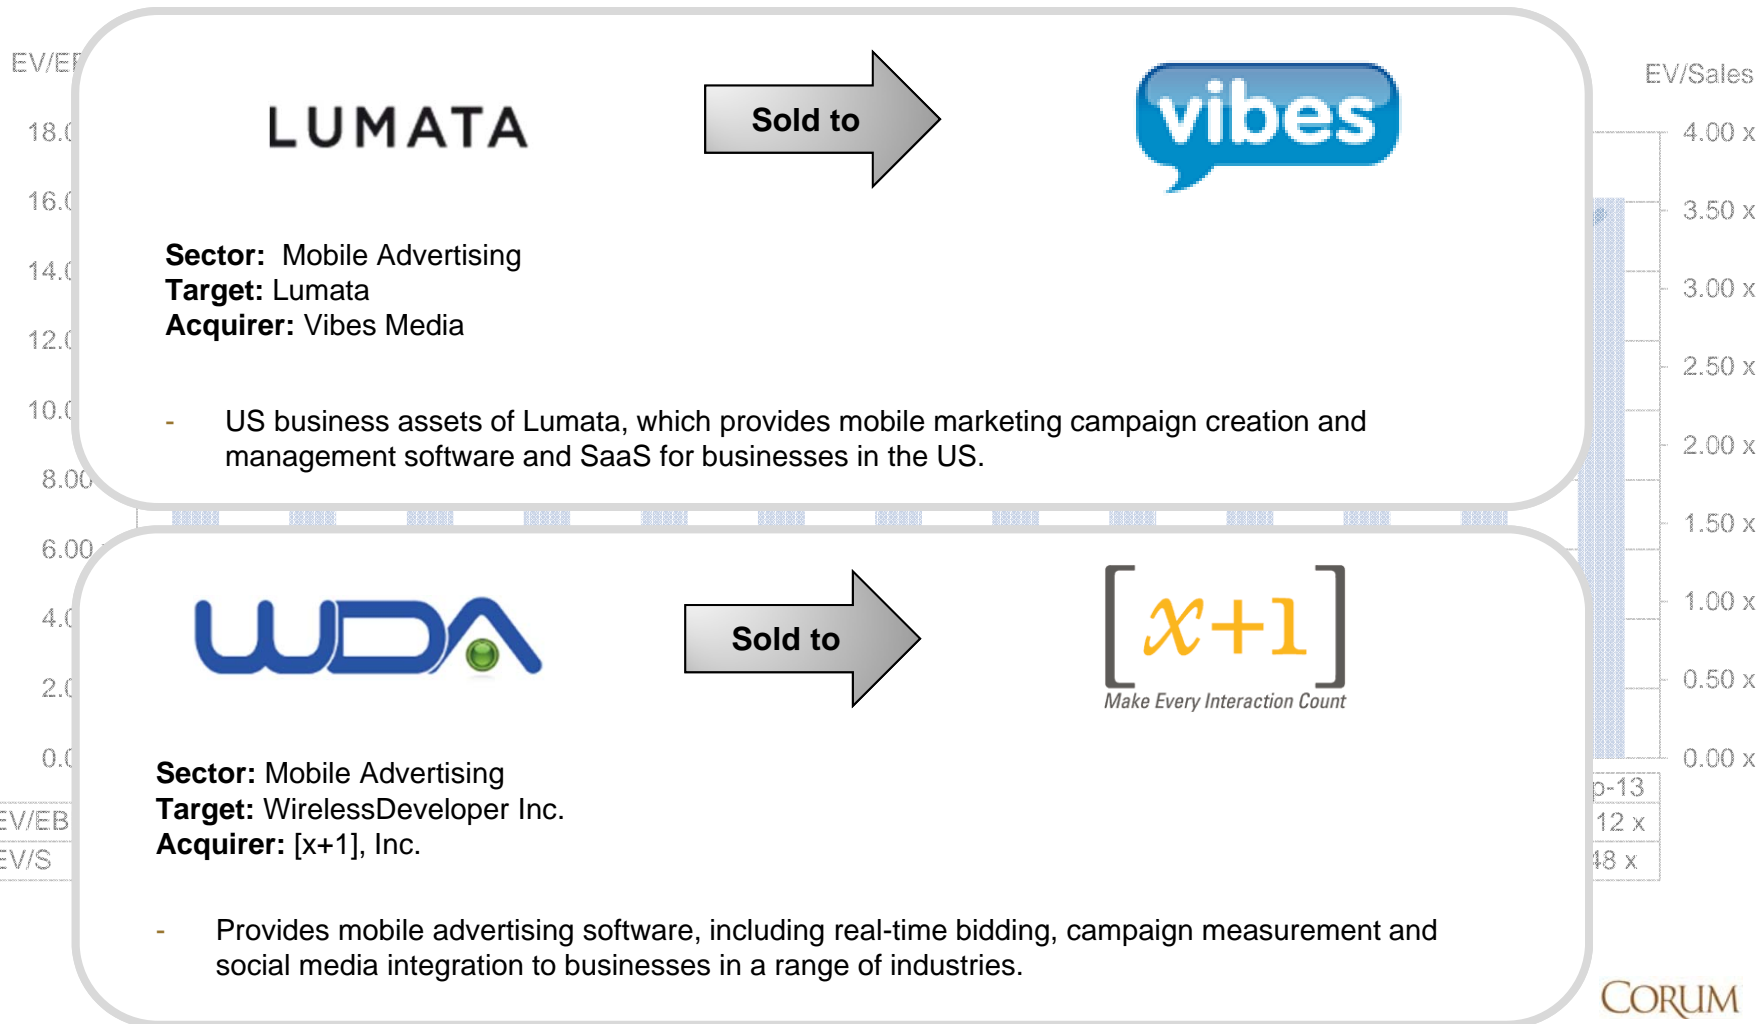 EV/Sales
LUMATA
Sold to
vibes
4.00 x
3.50 x
3.00 x
2.50 x
2.00 x
1.50 x
1.00 x
0.50 x
0.00 x
Sector: Mobile Advertising
Target: Lumata
Acquirer: Vibes Media
- US business assets of Lumata, which provides mobile marketing campaign creation and
management software and SaaS for businesses in the US.
WDA
Sold to
[x+1]
Make Every Interaction Count
Sector: Mobile Advertising
Target: WirelessDeveloper Inc.
Acquirer: [x+1], Inc.
- Provides mobile advertising software, including real-time bidding, campaign measurement and
social media integration to businesses in a range of industries.
p-13
12 x
48 x
EV/S
CORUM